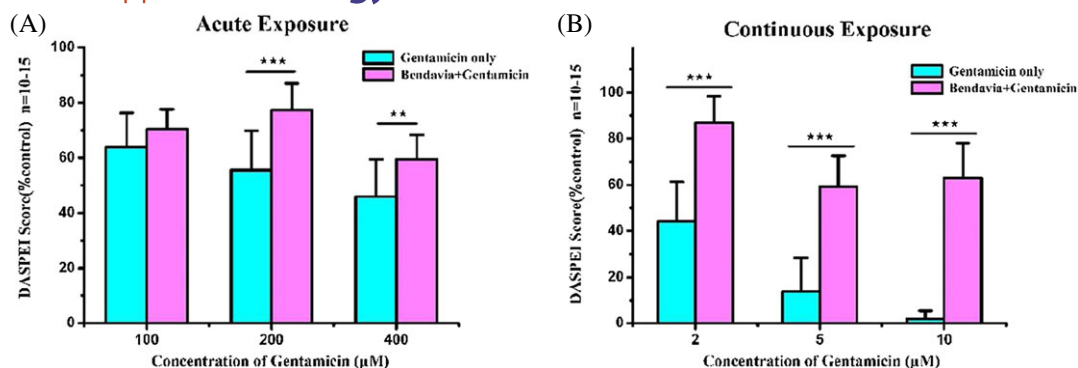 (A)
Acute Exposure
Gentamicin only
Bendavia+Gentamicin
DASPEI Score(%control) n=10-15
100
80
60
40
20
0
***
**
100 200 400
Concentration of Gentamicin (μM)
(B)
Continuous Exposure
Gentamicin only
Bendavia+Gentamicin
DASPEI Score(%control) n=10-15
100
80
60
40
20
0
***
***
***
2 5 10
Concentration of Gentamicin (μM)